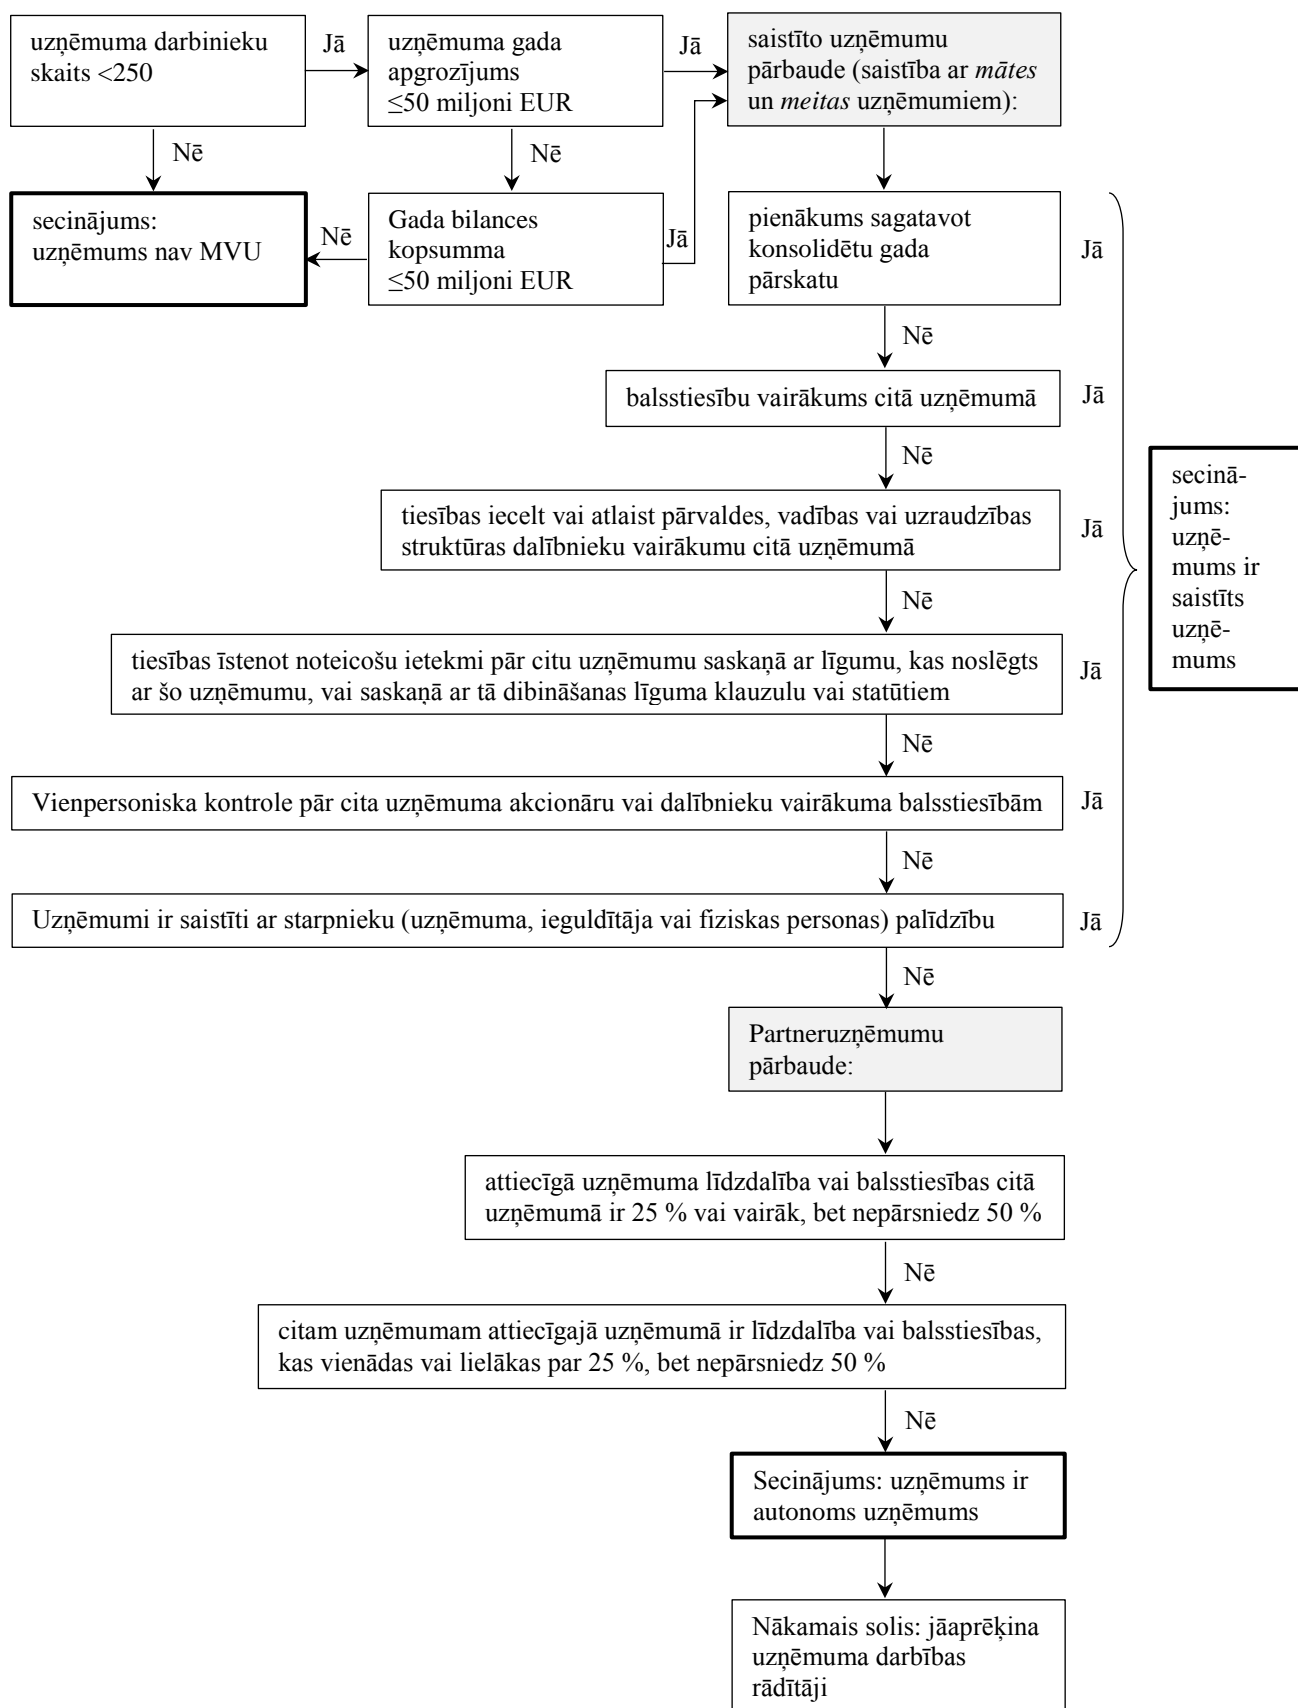 uzņēmuma darbinieku
skaits <250
Jā
uzņēmuma gada
apgrozījums
≤50 miljoni EUR
Jā
saistīto uzņēmumu
pārbaude (saistība ar mātes
un meitas uzņēmumiem):
Nē
Nē
secinājums:
uzņēmums nav MVU
Nē
Gada bilances
kopsumma
≤50 miljoni EUR
Jā
pienākums sagatavot
konsolidētu gada
pārskatu
Jā
Nē
balsstiesību vairākums citā uzņēmumā
Jā
Nē
tiesības iecelt vai atlaist pārvaldes, vadības vai uzraudzības
struktūras dalībnieku vairākumu citā uzņēmumā
Jā
secinā-
jums:
uzņē-
mums ir
saistīts
uzņē-
mums
Nē
tiesības īstenot noteicošu ietekmi pār citu uzņēmumu saskaņā ar līgumu, kas noslēgts
ar šo uzņēmumu, vai saskaņā ar tā dibināšanas līguma klauzulu vai statūtiem
Jā
Nē
Vienpersoniska kontrole pār cita uzņēmuma akcionāru vai dalībnieku vairākuma balsstiesībām
Jā
Nē
Uzņēmumi ir saistīti ar starpnieku (uzņēmuma, ieguldītāja vai fiziskas personas) palīdzību
Jā
Nē
Partneruzņēmumu
pārbaude:
attiecīgā uzņēmuma līdzdalība vai balsstiesības citā
uzņēmumā ir 25 % vai vairāk, bet nepārsniedz 50 %
Nē
citam uzņēmumam attiecīgajā uzņēmumā ir līdzdalība vai balsstiesības,
kas vienādas vai lielākas par 25 %, bet nepārsniedz 50 %
Nē
Secinājums: uzņēmums ir
autonoms uzņēmums
Nākamais solis: jāaprēķina
uzņēmuma darbības
rādītāji